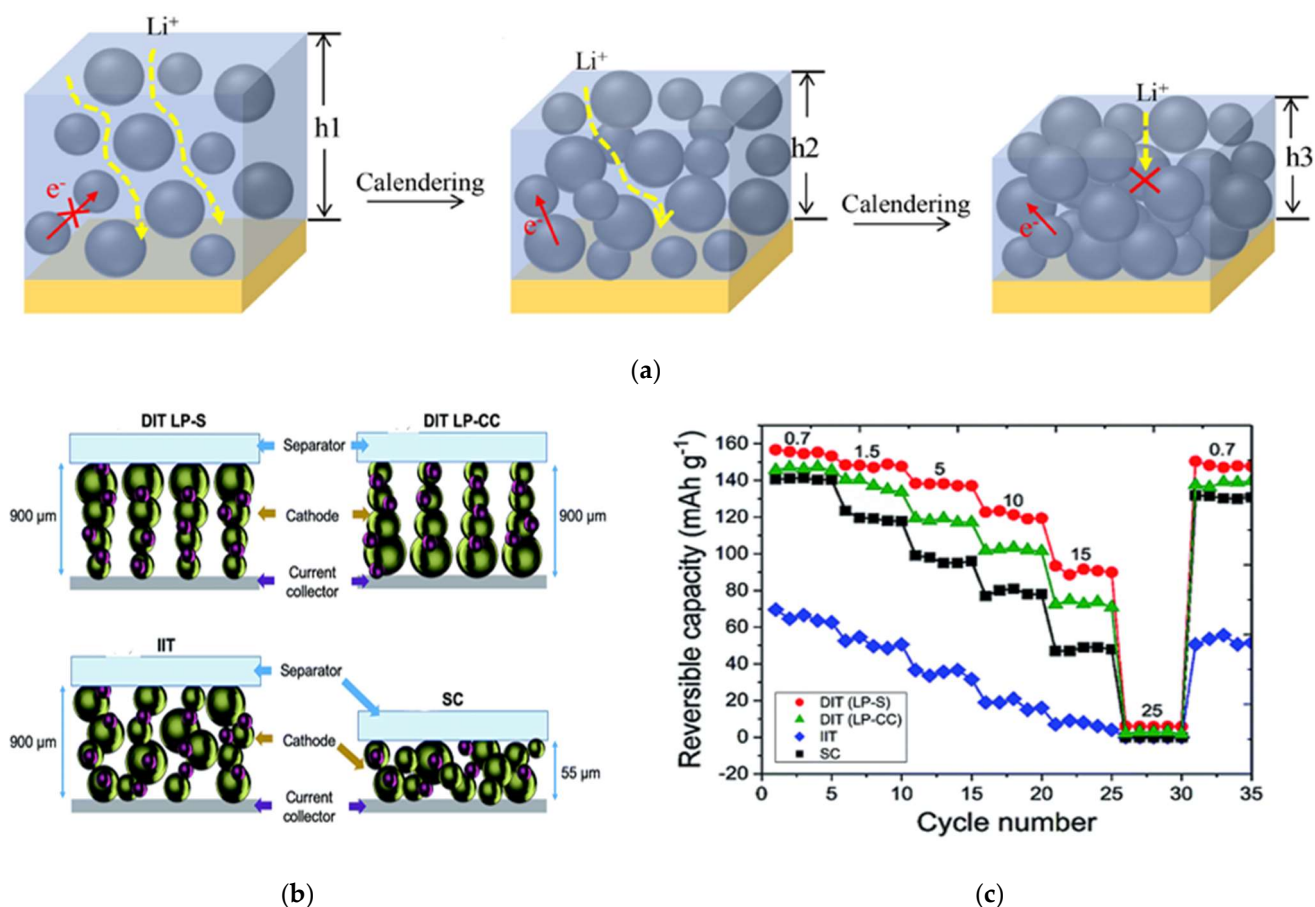 Li⁺
h1
e⁻
Calendering
Li⁺
h2
e⁻
Calendering
Li⁺
h3
e⁻
(a)
DIT LP-S
DIT LP-CC
Separator
900 µm
Cathode
900 µm
Current
collector
IIT
Separator
SC
900 µm
Cathode
55 µm
Current
collector
(b)
Reversible capacity (mAh g⁻¹)
160
140
120
100
80
60
40
20
0
-20
0.7
1.5
5
10
15
25
0.7
DIT (LP-S)
DIT (LP-CC)
IIT
SC
0 5 10 15 20 25 30 35
Cycle number
(c)